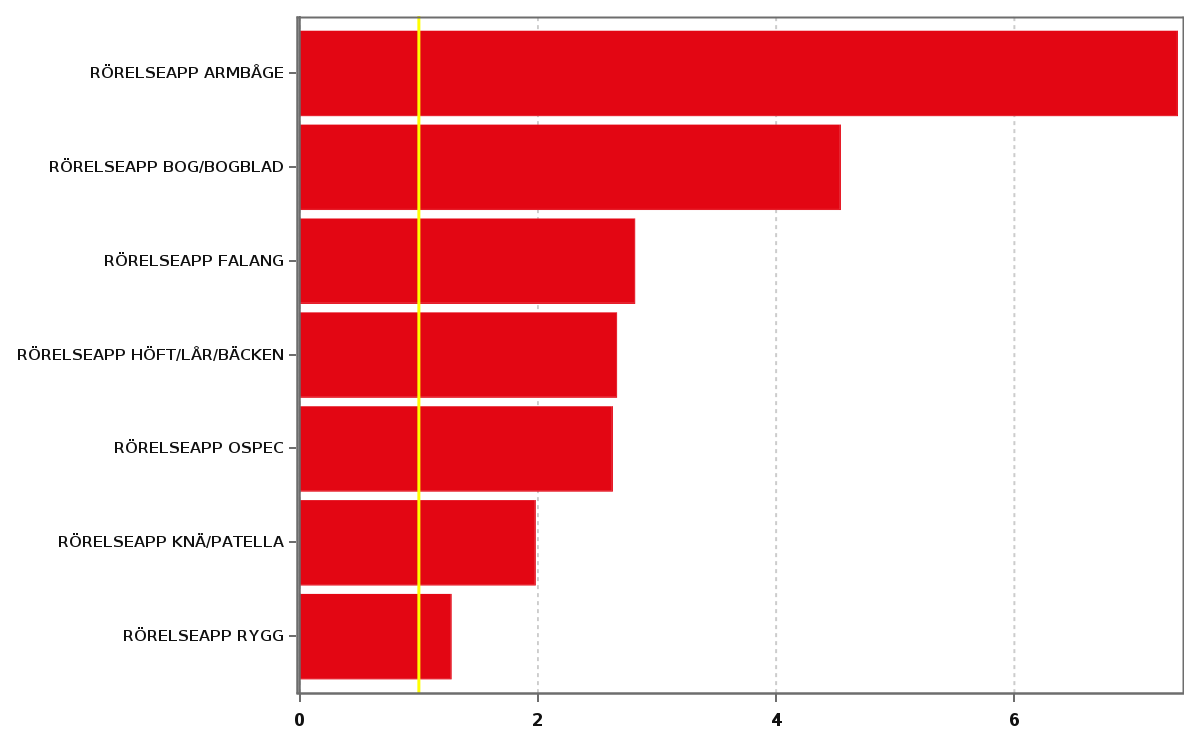 RÖRELSEAPP ARMBÅGE
RÖRELSEAPP BOG/BOGBLAD
RÖRELSEAPP FALANG
RÖRELSEAPP HÖFT/LÅR/BÄCKEN
RÖRELSEAPP OSPEC
RÖRELSEAPP KNÄ/PATELLA
RÖRELSEAPP RYGG
0 2 4 6